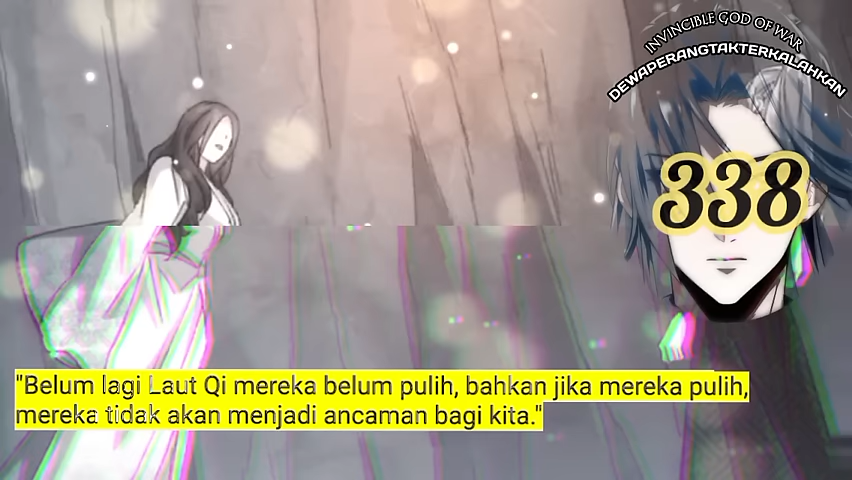 INVINCIBLE GOD OF WAR
DEWAPERANGTAKTERKALAHKAN
338
"Belum lagi Laut Qi mereka belum pulih, bahkan jika mereka pulih,
mereka tidak akan menjadi ancaman bagi kita."